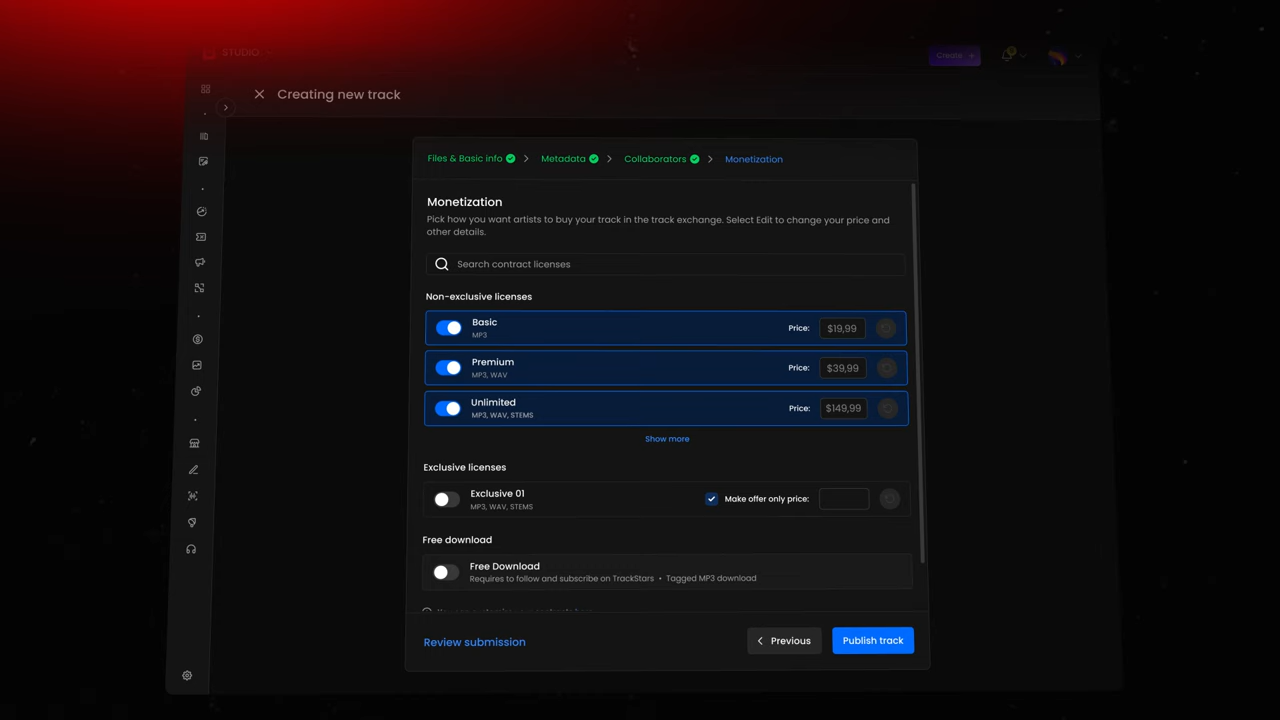 STUDIO
Create +
Creating new track
Files & Basic info > Metadata > Collaborators > Monetization
Monetization
Pick how you want artists to buy your track in the track exchange. Select Edit to change your price and
other details.
Search contract licenses
Non-exclusive licenses
Basic
MP3
Price: $19,99
Premium
MP3, WAV
Price: $39,99
Unlimited
MP3, WAV, STEMS
Price: $149,99
Show more
Exclusive licenses
Exclusive 01
MP3, WAV, STEMS
Make offer only price:
Free download
Free Download
Requires to follow and subscribe on TrackStars • Tagged MP3 download
Review submission
Previous
Publish track